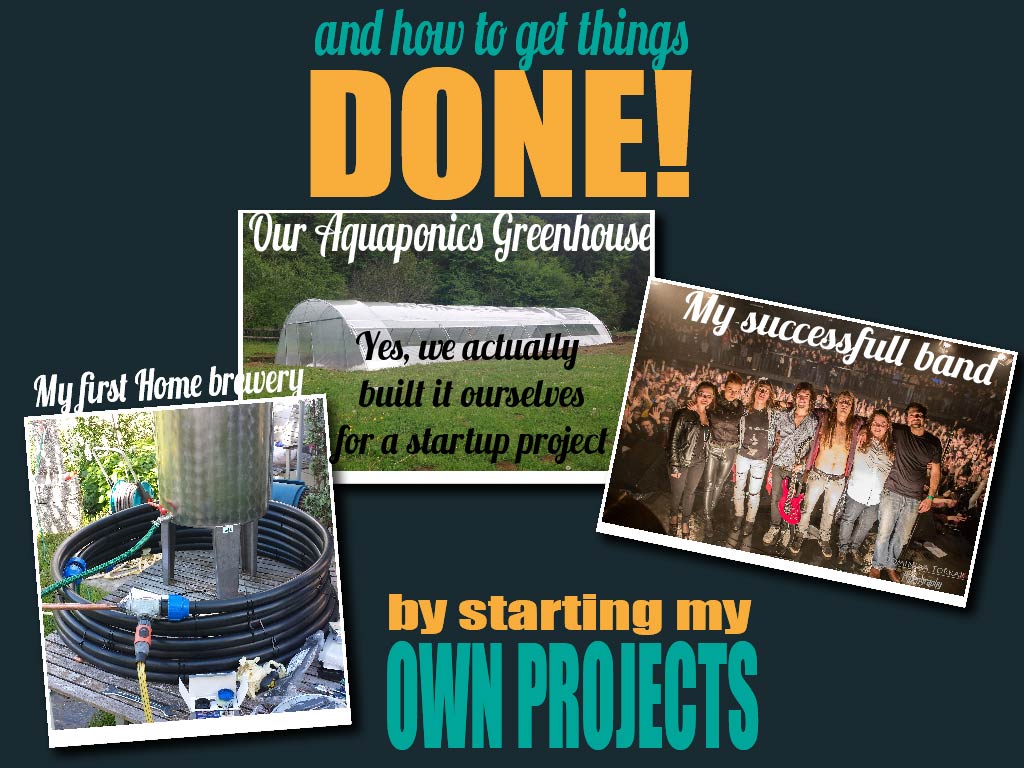 and how to get things
DONE!
Our Aquaponics Greenhouse
Yes, we actually
built it ourselves
for a startup project
My successfull band
My first Home brewery
by starting my
OWN PROJECTS